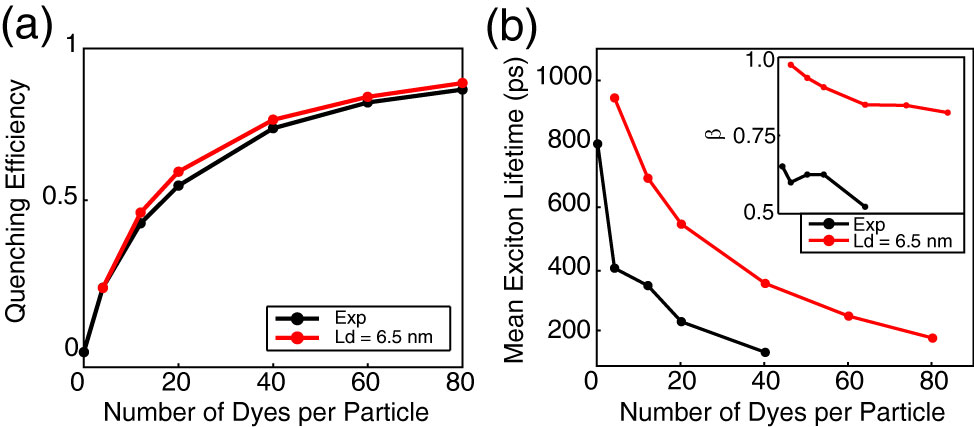 (a)
1
0.5
0
Quenching Efficiency
Exp
Ld = 6.5 nm
0 20 40 60 80
Number of Dyes per Particle
(b)
1000
800
600
400
200
Mean Exciton Lifetime (ps)
1.0
0.75
0.5
β
Exp
Ld = 6.5 nm
0 20 40 60 80
Number of Dyes per Particle